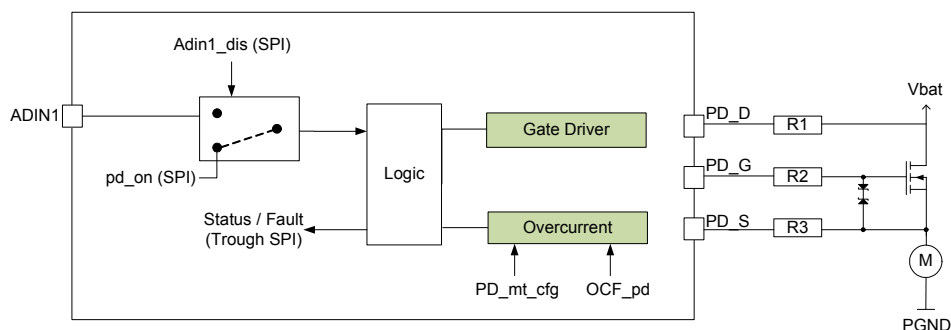 Adin1_dis (SPI)
ADIN1
pd_on (SPI)
Logic
Status / Fault
(Trough SPI)
Gate Driver
Overcurrent
PD_mt_cfg
OCF_pd
PD_D
R1
PD_G
R2
PD_S
R3
Vbat
M
PGND